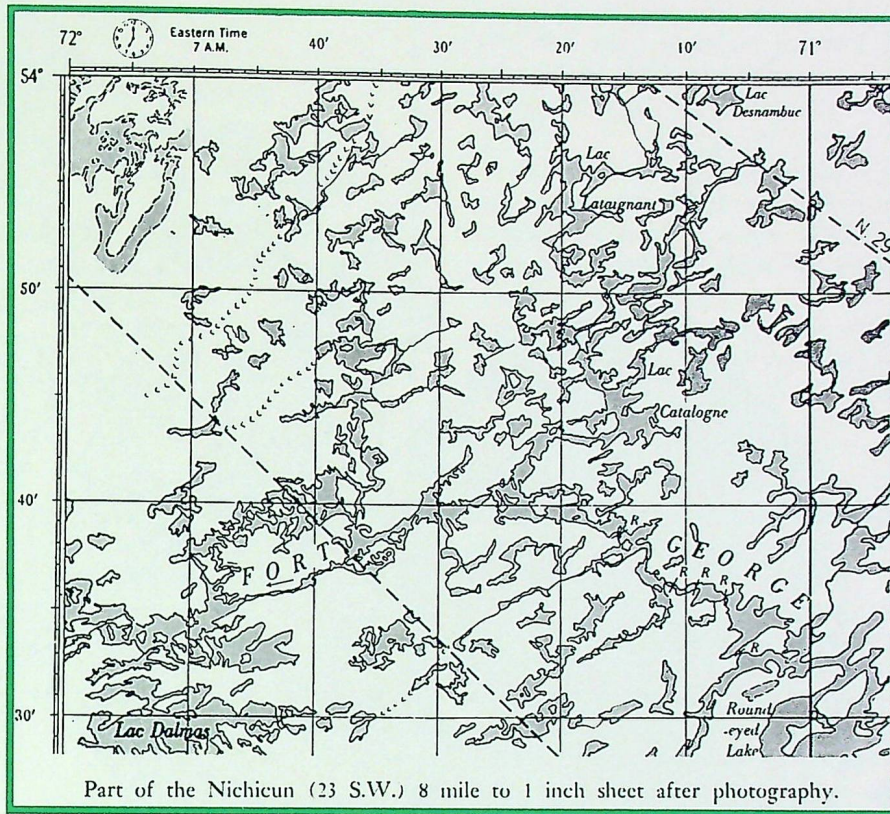 Eastern Time
7 A.M.
72° 40′ 30′ 20′ 10′ 71°
54°
Lac
Desnambuc
Lac
Lataignant
N. 29
50′
Lac
Catalogne
40′
R
FORT GEORGE
R R R R
R
30′
Lac Dalmas
Round
-eyed
Lake
Part of the Nichicun (23 S.W.) 8 mile to 1 inch sheet after photography.